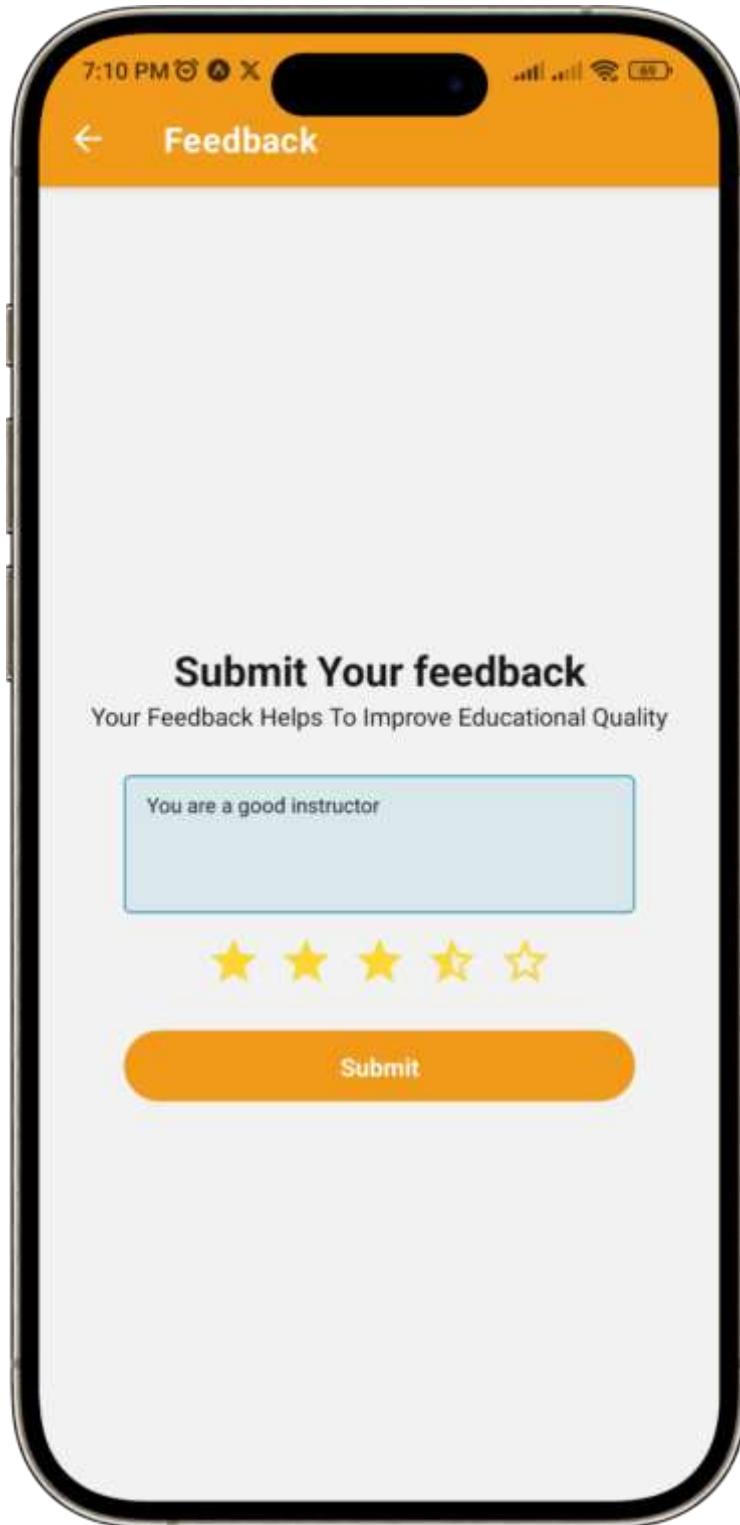 7:10 PM 69
Feedback
Submit Your feedback
Your Feedback Helps To Improve Educational Quality
You are a good instructor
Submit